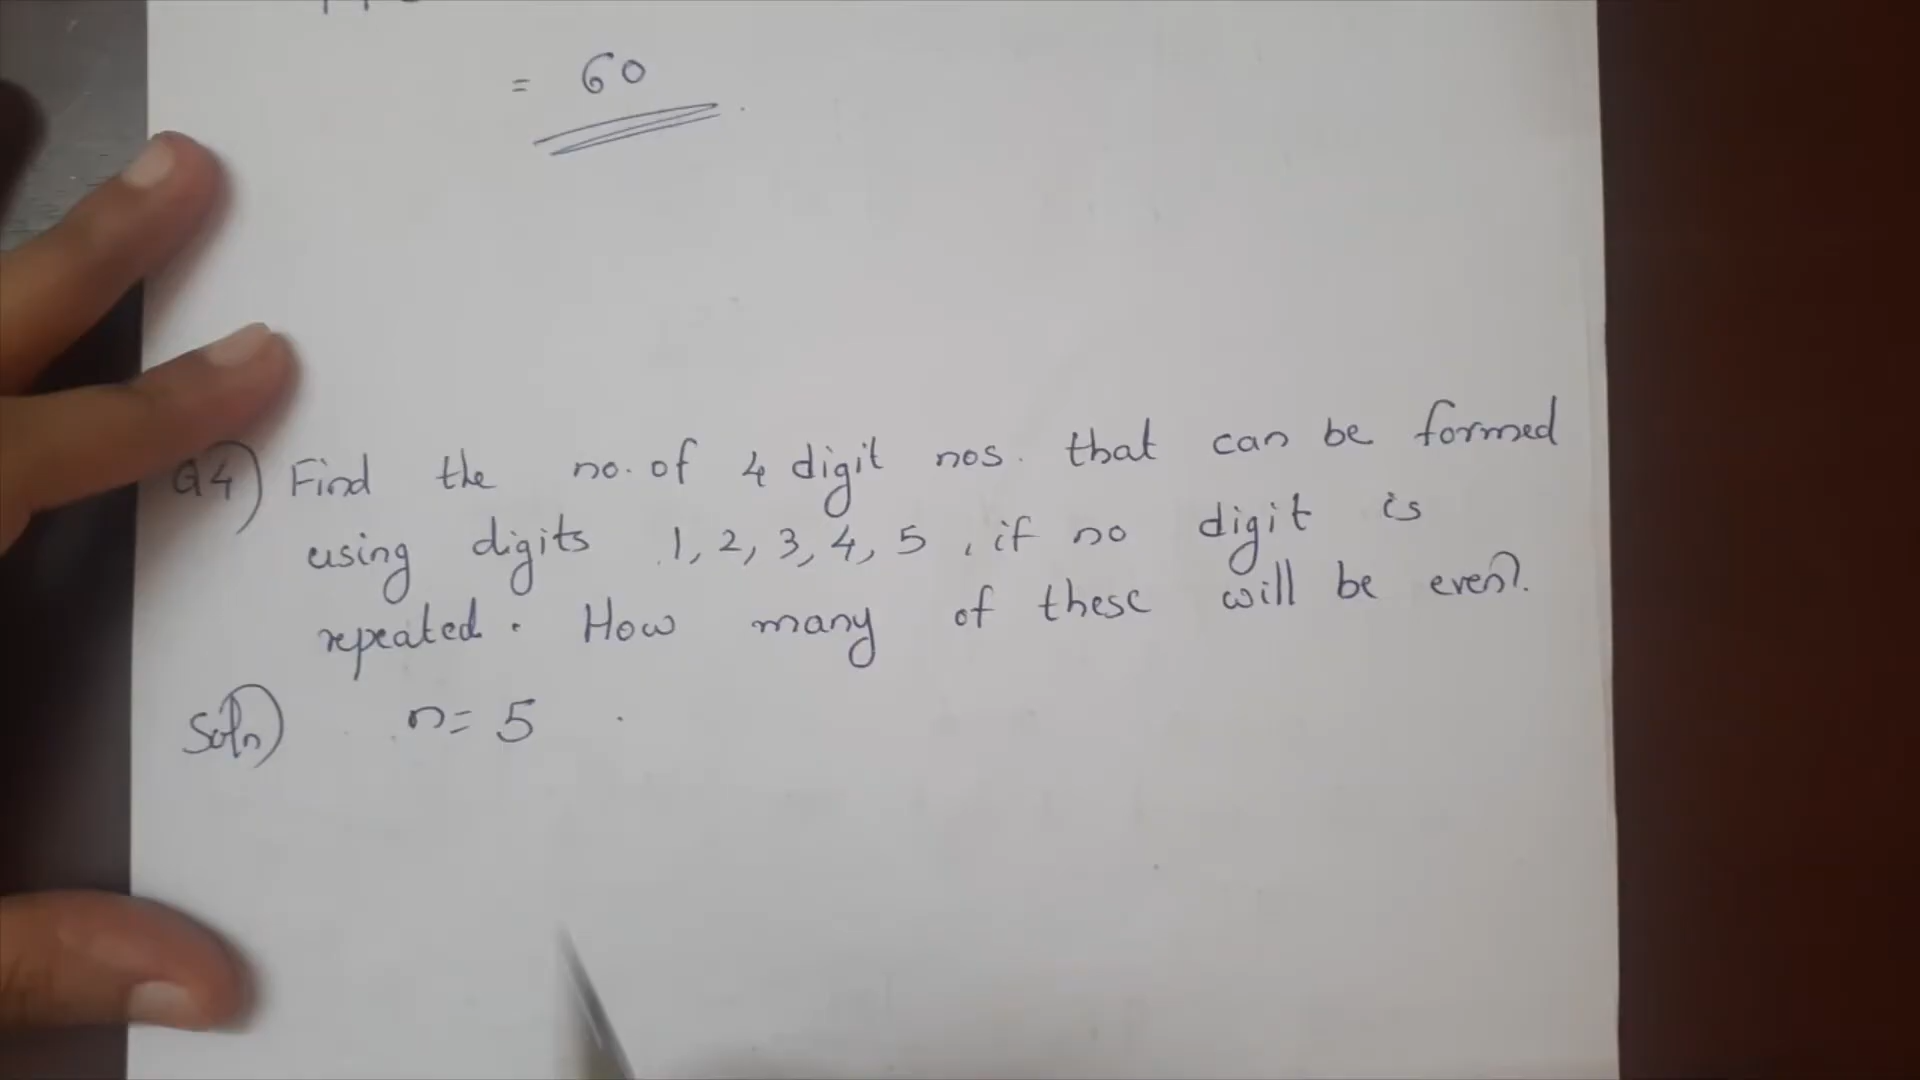 = 60
Q4) Find the no. of 4 digit nos. that can be formed
using digits 1, 2, 3, 4, 5, if no digit is
repeated. How many of these will be even?.
Soln) n = 5